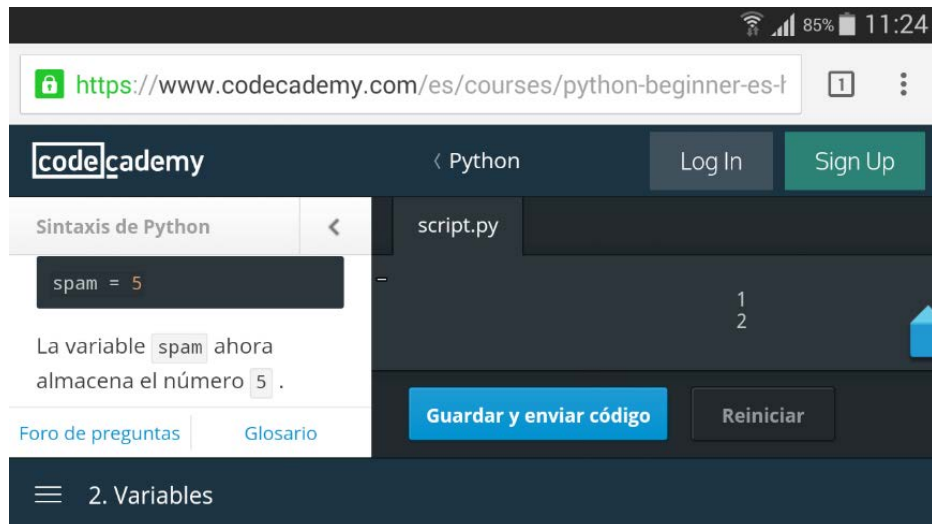 85% 11:24
https://www.codecademy.com/es/courses/python-beginner-es-h 1
codecademy
‹ Python
Log In
Sign Up
Sintaxis de Python
script.py
spam = 5
1
2
La variable spam ahora
almacena el número 5 .
Guardar y enviar código
Reiniciar
Foro de preguntas
Glosario
2. Variables